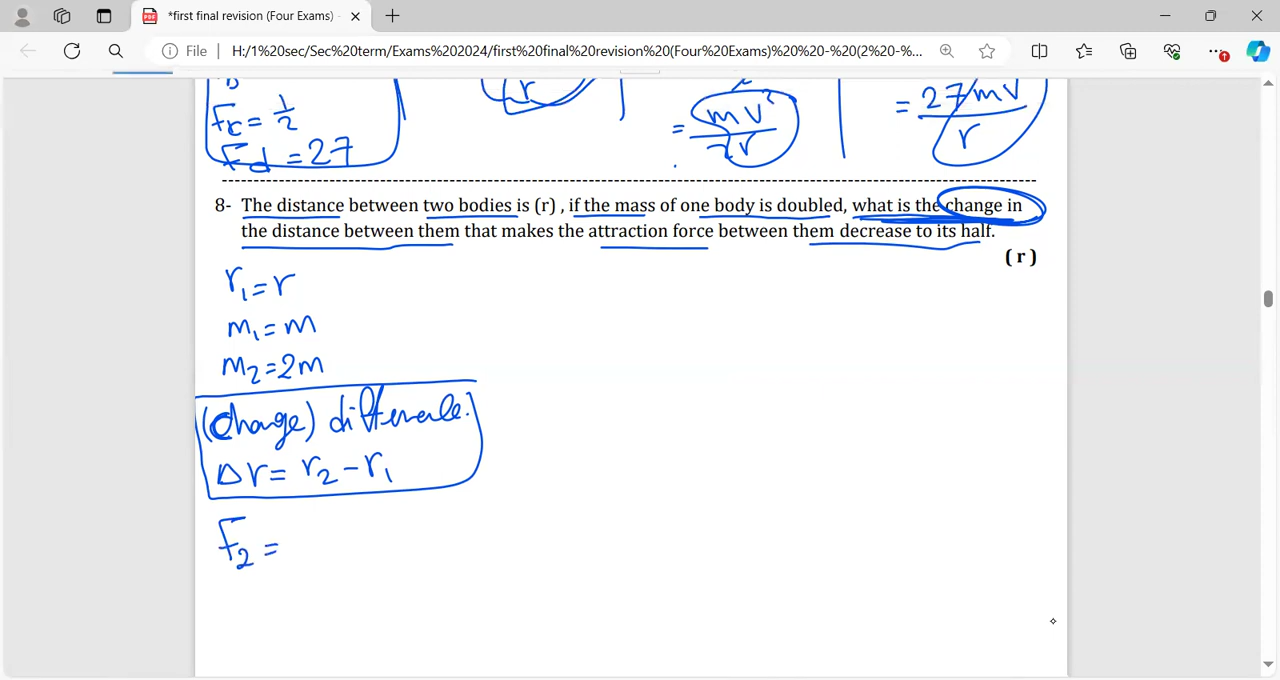 *first final revision (Four Exams) -
File
H:/1%20sec/Sec%20term/Exams%202024/first%20final%20revision%20(Four%20Exams)%20%20-%20(2%20-%...
Fc = 1/2
Fd = 27
r
= mv²/2r
= 27mv/r
8- The distance between two bodies is (r) , if the mass of one body is doubled, what is the change in
the distance between them that makes the attraction force between them decrease to its half.
( r )
r₁ = r
m₁ = m
m₂ = 2m
(Change) difference.
Δr = r₂ - r₁
F₂ =